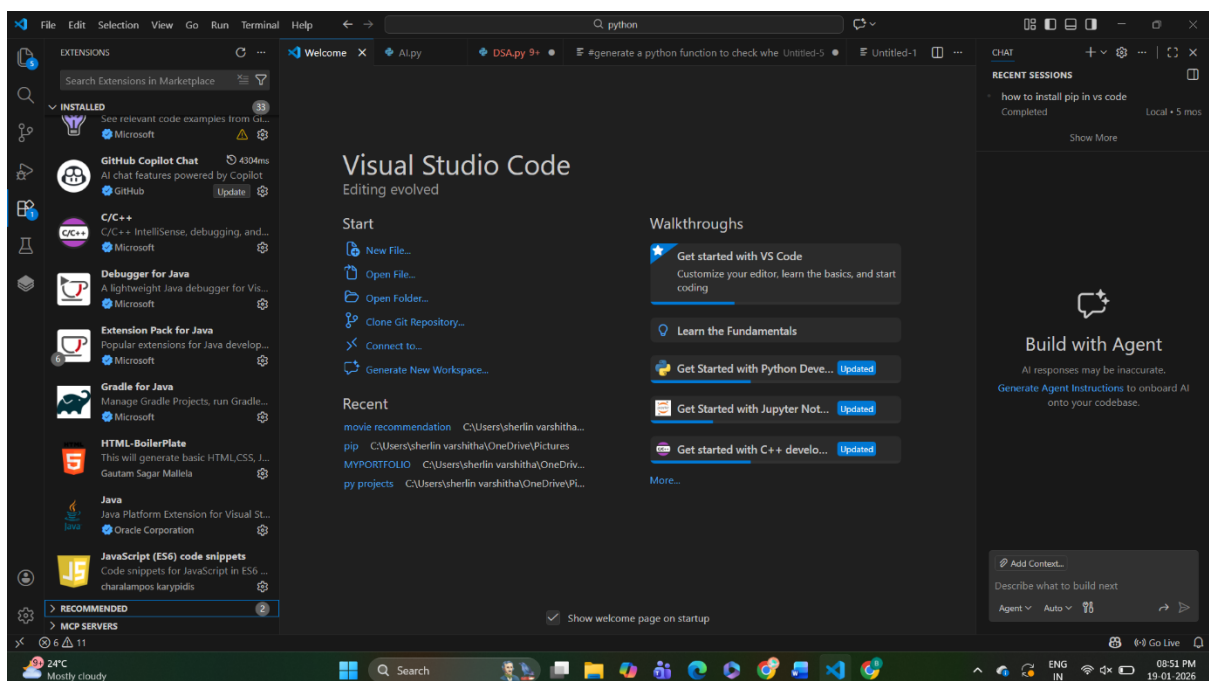 File Edit Selection View Go Run Terminal Help
python
EXTENSIONS
Search Extensions in Marketplace
INSTALLED 33
See relevant code examples from Gi...
Microsoft
GitHub Copilot Chat 4304ms
AI chat features powered by Copilot
GitHub Update
C/C++
C/C++
C/C++ IntelliSense, debugging, and...
Microsoft
Debugger for Java
A lightweight Java debugger for Vis...
Microsoft
Extension Pack for Java
Popular extensions for Java develop...
6 Microsoft
Gradle for Java
Manage Gradle Projects, run Gradle...
Microsoft
HTML-BoilerPlate
This will generate basic HTML,CSS, J...
Gautam Sagar Mallela
Java
Java Platform Extension for Visual St...
Oracle Corporation
JavaScript (ES6) code snippets
JS
Code snippets for JavaScript in ES6 ...
charalampos karypidis
RECOMMENDED 2
MCP SERVERS
5
1
Welcome AI.py DSA.py 9+ #generate a python function to check whe Untitled-5 Untitled-1
Visual Studio Code
Editing evolved
Start
New File...
Open File...
Open Folder...
Clone Git Repository...
Connect to...
Generate New Workspace...
Recent
movie recommendation C:\Users\sherlin varshitha...
pip C:\Users\sherlin varshitha\OneDrive\Pictures
MYPORTFOLIO C:\Users\sherlin varshitha\OneDriv...
py projects C:\Users\sherlin varshitha\OneDrive\Pi...
Walkthroughs
Get started with VS Code
Customize your editor, learn the basics, and start
coding
Learn the Fundamentals
Get Started with Python Deve... Updated
Get Started with Jupyter Not... Updated
Get started with C++ develo... Updated
More...
Show welcome page on startup
CHAT
RECENT SESSIONS
how to install pip in vs code
Completed Local • 5 mos
Show More
Build with Agent
AI responses may be inaccurate.
Generate Agent Instructions to onboard AI
onto your codebase.
Add Context...
Describe what to build next
Agent Auto
6 11 Go Live
24°C
Mostly cloudy
Search
ENG
IN
08:51 PM
19-01-2026